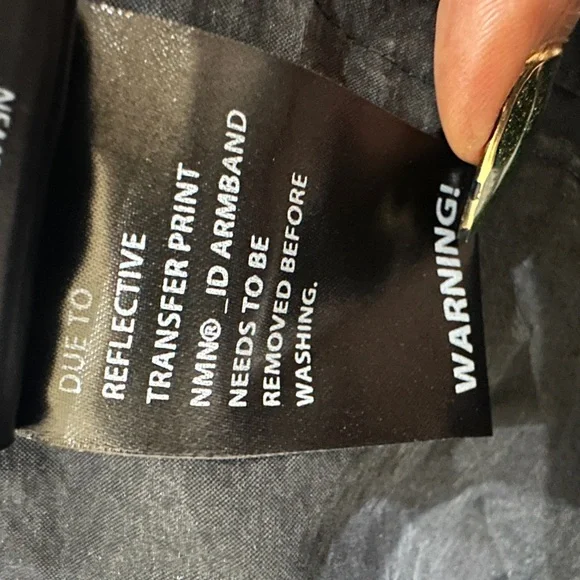 DUE TO
REFLECTIVE
TRANSFER PRINT
NMN® _ID ARMBAND
NEEDS TO BE
REMOVED BEFORE
WASHING.
WARNING!